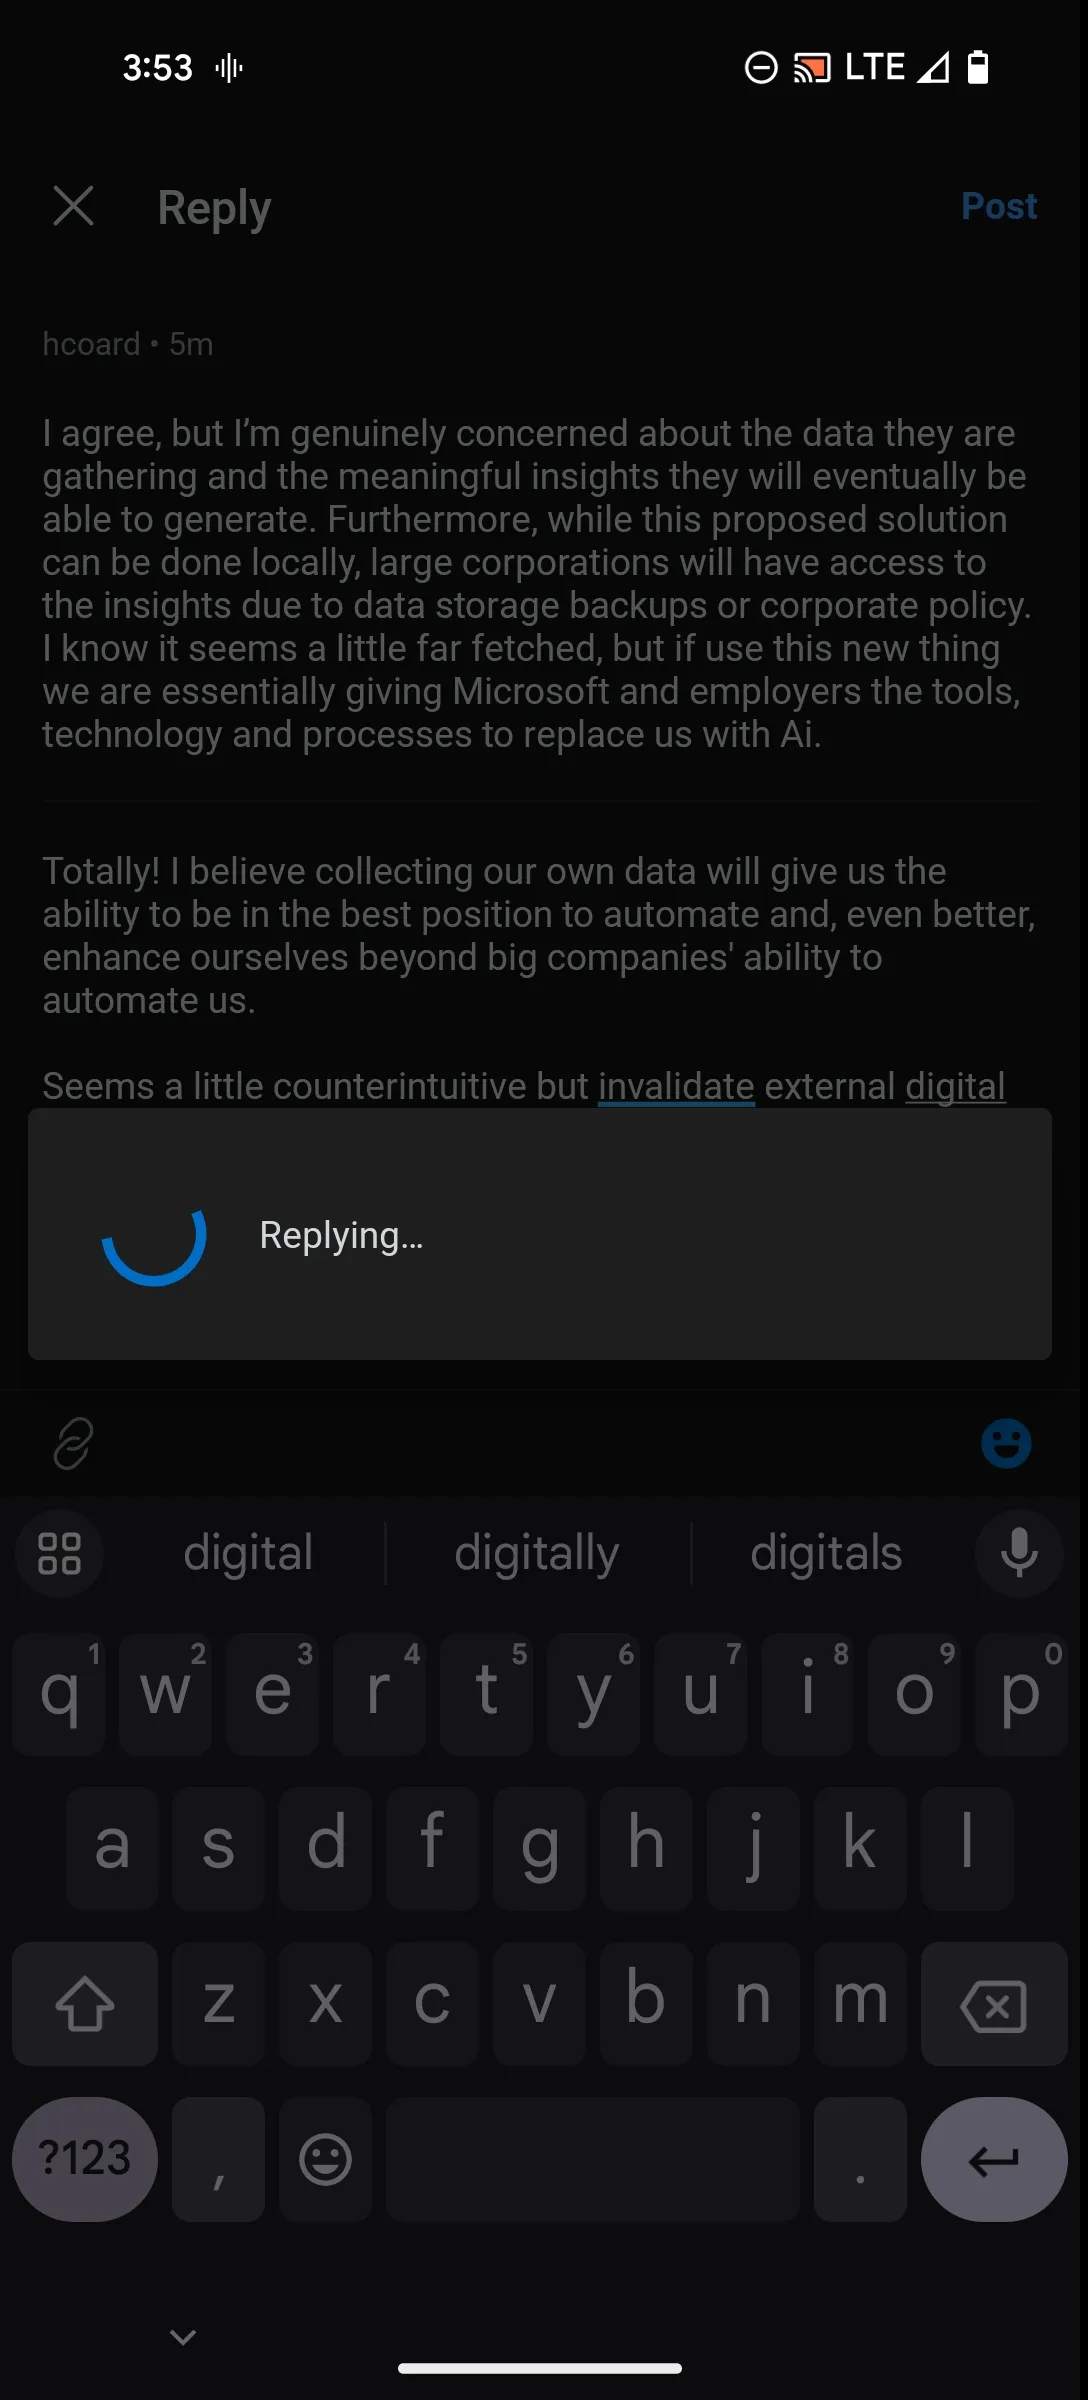 3:53
LTE
Reply
Post
hcoard • 5m
I agree, but I’m genuinely concerned about the data they are
gathering and the meaningful insights they will eventually be
able to generate. Furthermore, while this proposed solution
can be done locally, large corporations will have access to
the insights due to data storage backups or corporate policy.
I know it seems a little far fetched, but if use this new thing
we are essentially giving Microsoft and employers the tools,
technology and processes to replace us with Ai.
Totally! I believe collecting our own data will give us the
ability to be in the best position to automate and, even better,
enhance ourselves beyond big companies' ability to
automate us.
Seems a little counterintuitive but invalidate external digital
Replying…
digital digitally digitals
q1 w2 e3 r4 t5 y6 u7 i8 o9 p0
a s d f g h j k l
z x c v b n m
?123 , .